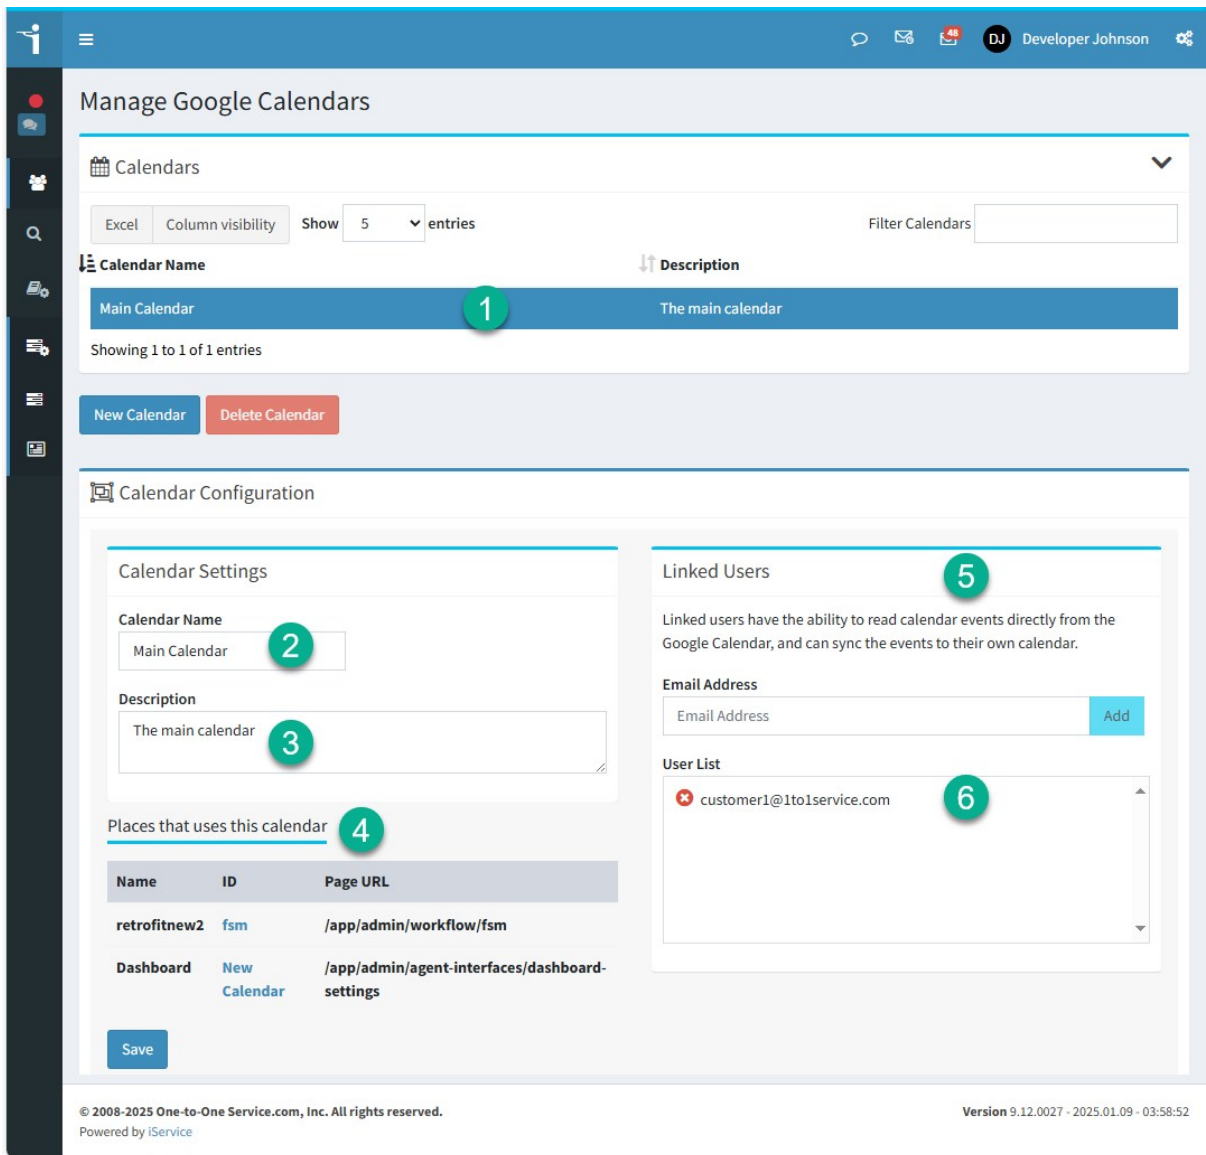 48
DJ
Developer Johnson
Manage Google Calendars
Calendars
Excel Column visibility Show 5 entries Filter Calendars
Calendar Name Description
Main Calendar 1 The main calendar
Showing 1 to 1 of 1 entries
New Calendar Delete Calendar
Calendar Configuration
Calendar Settings
Calendar Name
Main Calendar 2
Description
The main calendar 3
Places that uses this calendar 4
Name ID Page URL
retrofitnew2 fsm /app/admin/workflow/fsm
Dashboard New Calendar /app/admin/agent-interfaces/dashboard-
settings
Save
Linked Users 5
Linked users have the ability to read calendar events directly from the
Google Calendar, and can sync the events to their own calendar.
Email Address
Email Address Add
User List
customer1@1to1service.com 6
© 2008-2025 One-to-One Service.com, Inc. All rights reserved. Version 9.12.0027 - 2025.01.09 - 03:58:52
Powered by iService